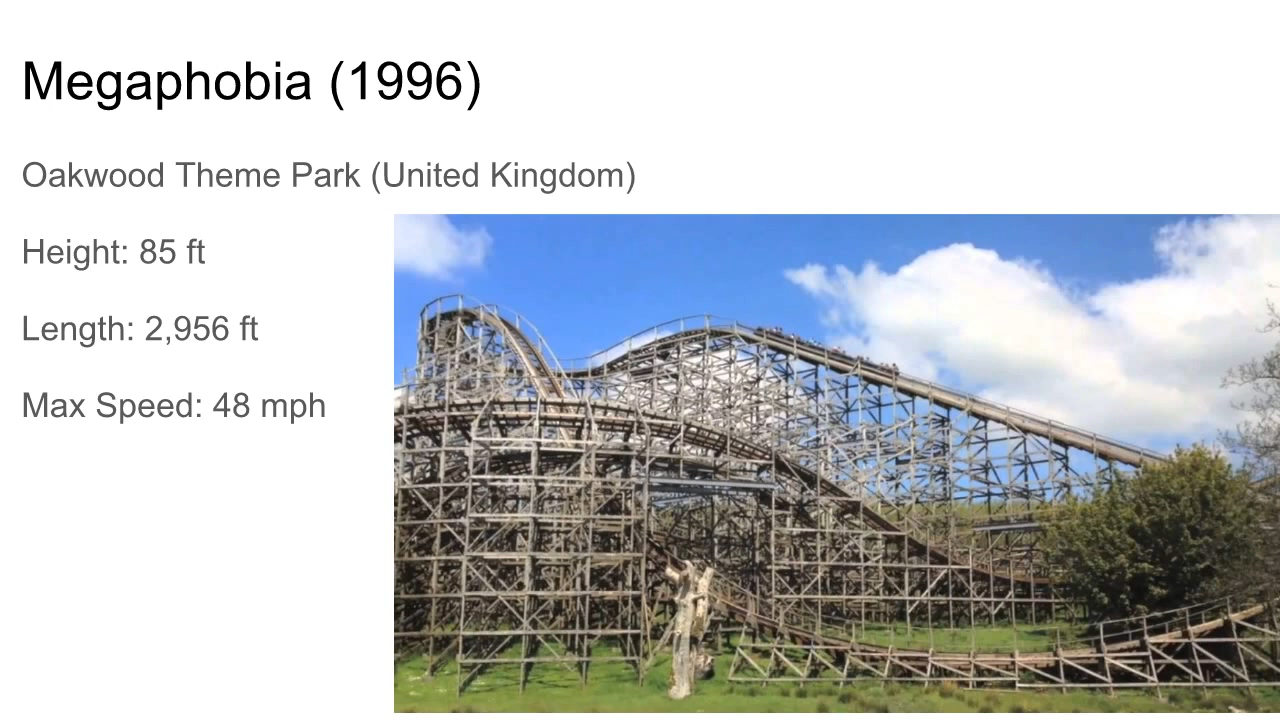 Megaphobia (1996)
Oakwood Theme Park (United Kingdom)
Height: 85 ft
Length: 2,956 ft
Max Speed: 48 mph